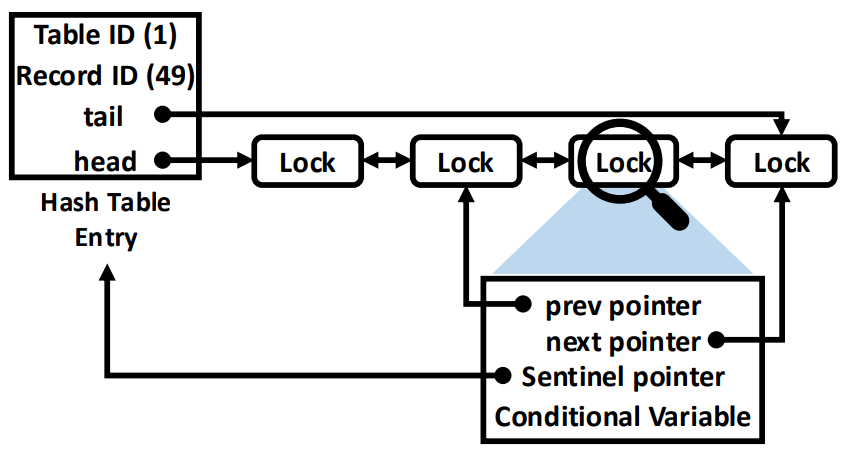 Table ID (1)
Record ID (49)
tail
head
Lock
Lock
Lock
Lock
Hash Table
Entry
prev pointer
next pointer
Sentinel pointer
Conditional Variable